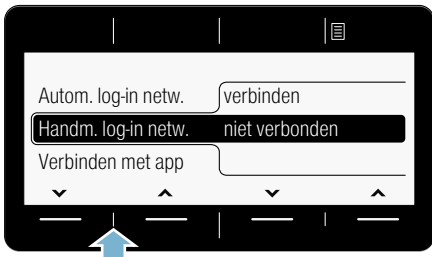 Autom. log-in netw. verbinden
Handm. log-in netw. niet verbonden
Verbinden met app